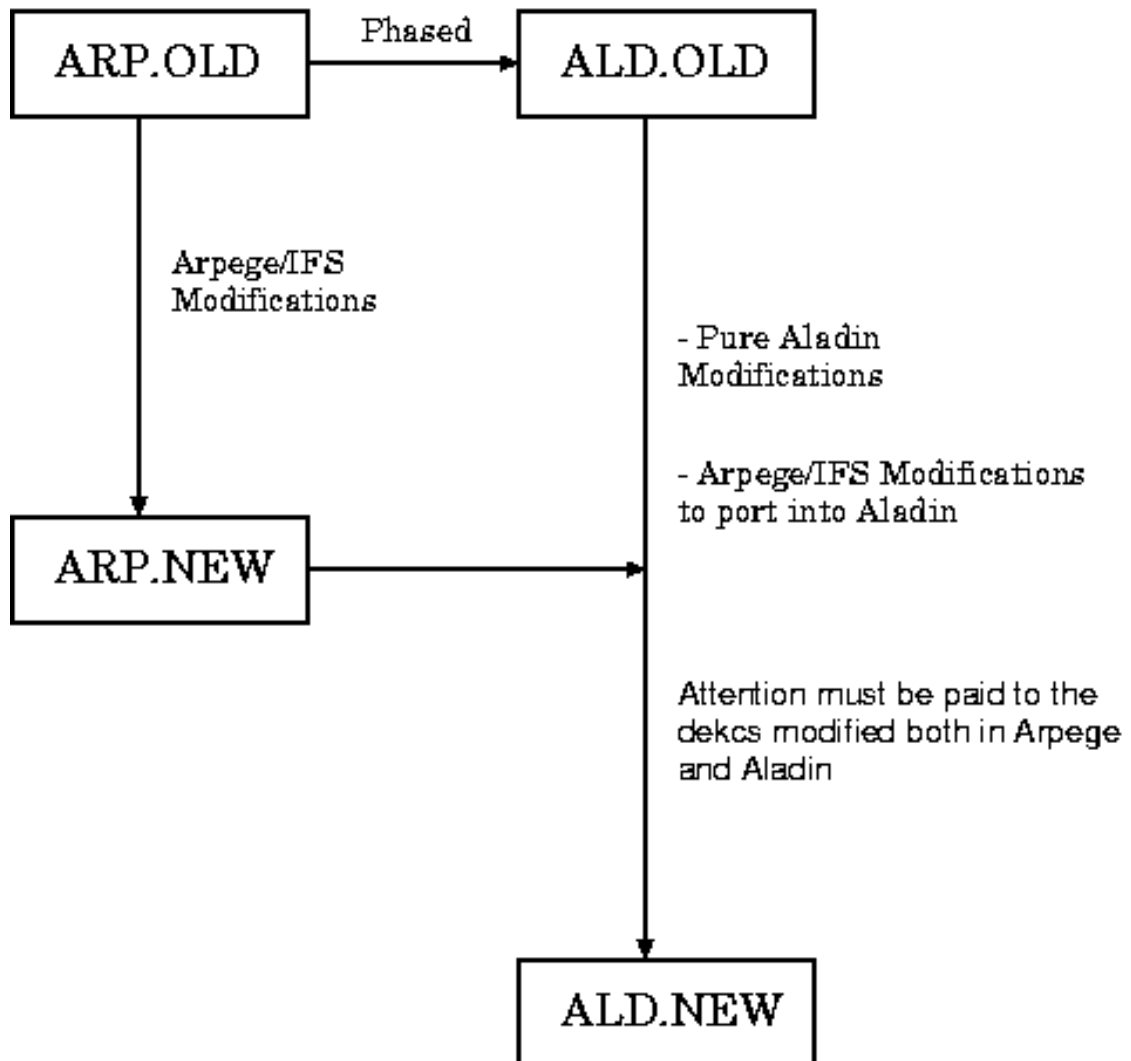 Phased
ARP.OLD
ALD.OLD
Arpege/IFS
Modifications
- Pure Aladin
Modifications
- Arpege/IFS Modifications
to port into Aladin
ARP.NEW
Attention must be paid to the
dekcs modified both in Arpege
and Aladin
ALD.NEW